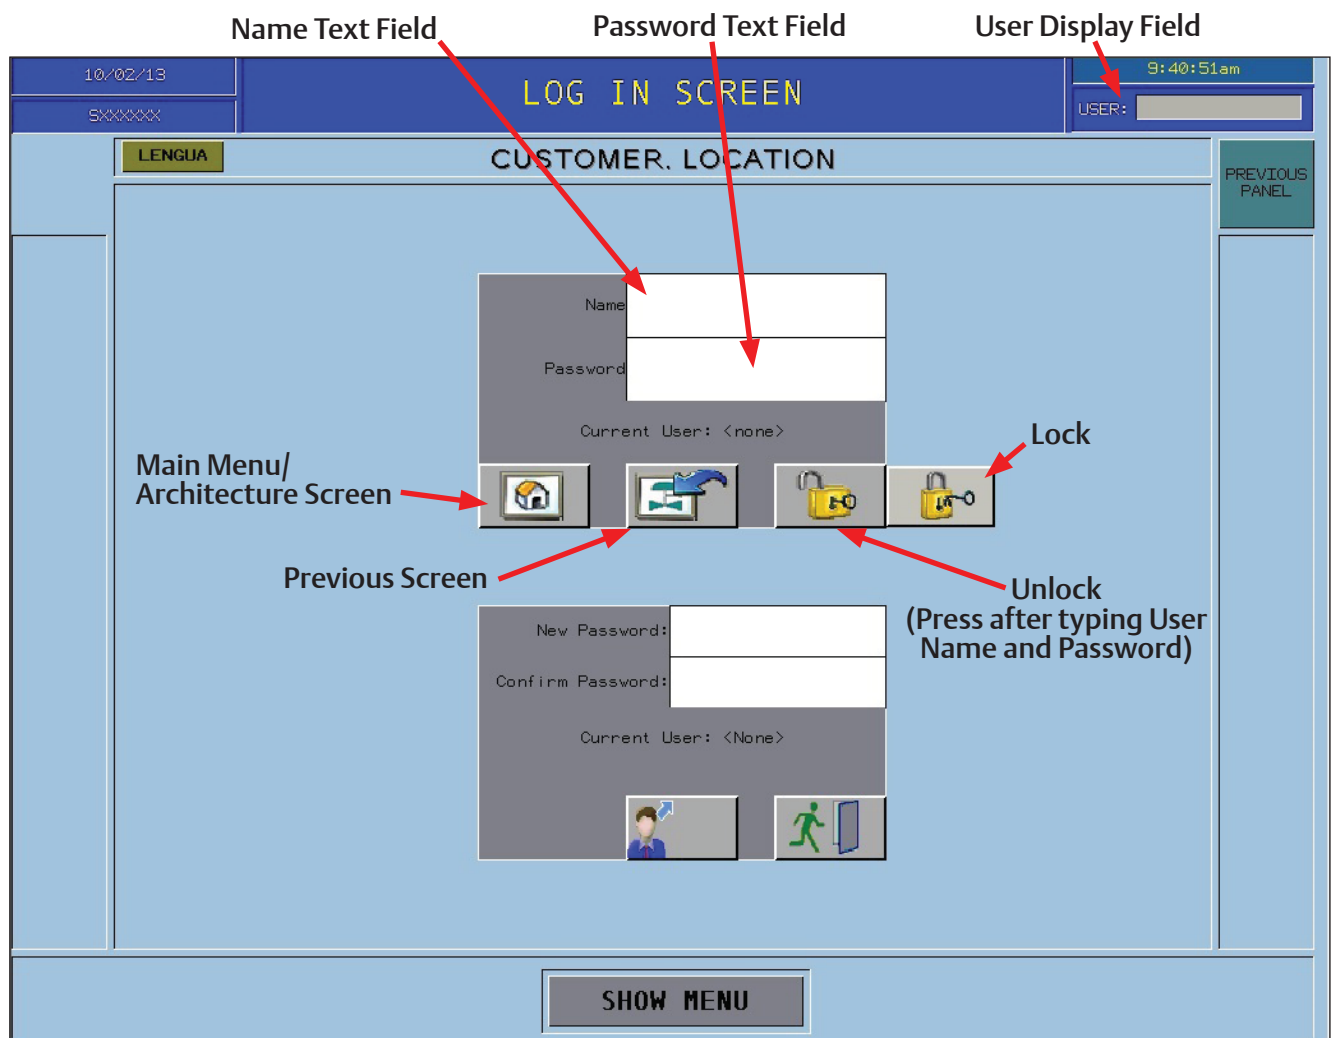 Name Text Field
Password Text Field
User Display Field
10/02/13
LOG IN SCREEN
9:40:51am
SXXXXXX
USER:
LENGUA
CUSTOMER. LOCATION
PREVIOUS
PANEL
Name
Password
Current User: <none>
Lock
Main Menu/
Architecture Screen
Previous Screen
Unlock
(Press after typing User
Name and Password)
New Password:
Confirm Password:
Current User: <None>
SHOW MENU